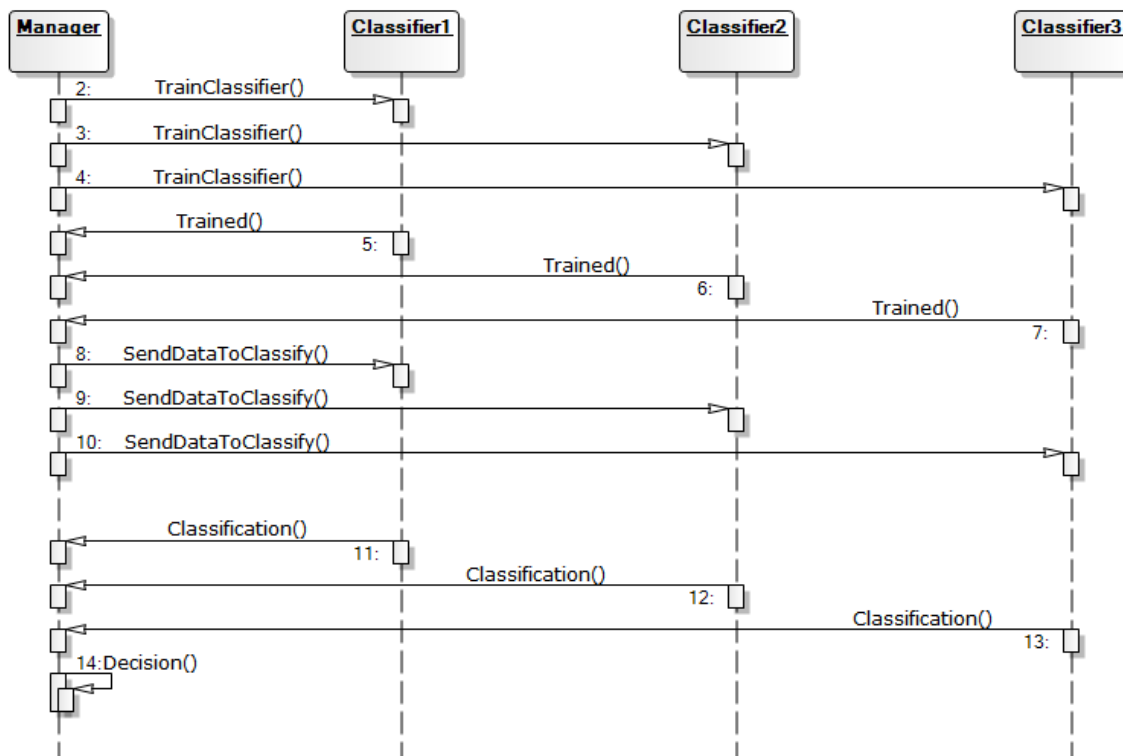 Manager Classifier1 Classifier2 Classifier3
2: TrainClassifier()
3: TrainClassifier()
4: TrainClassifier()
Trained()
5:
Trained()
6:
Trained()
7:
8: SendDataToClassify()
9: SendDataToClassify()
10: SendDataToClassify()
Classification()
11:
Classification()
12:
Classification()
13:
14:Decision()